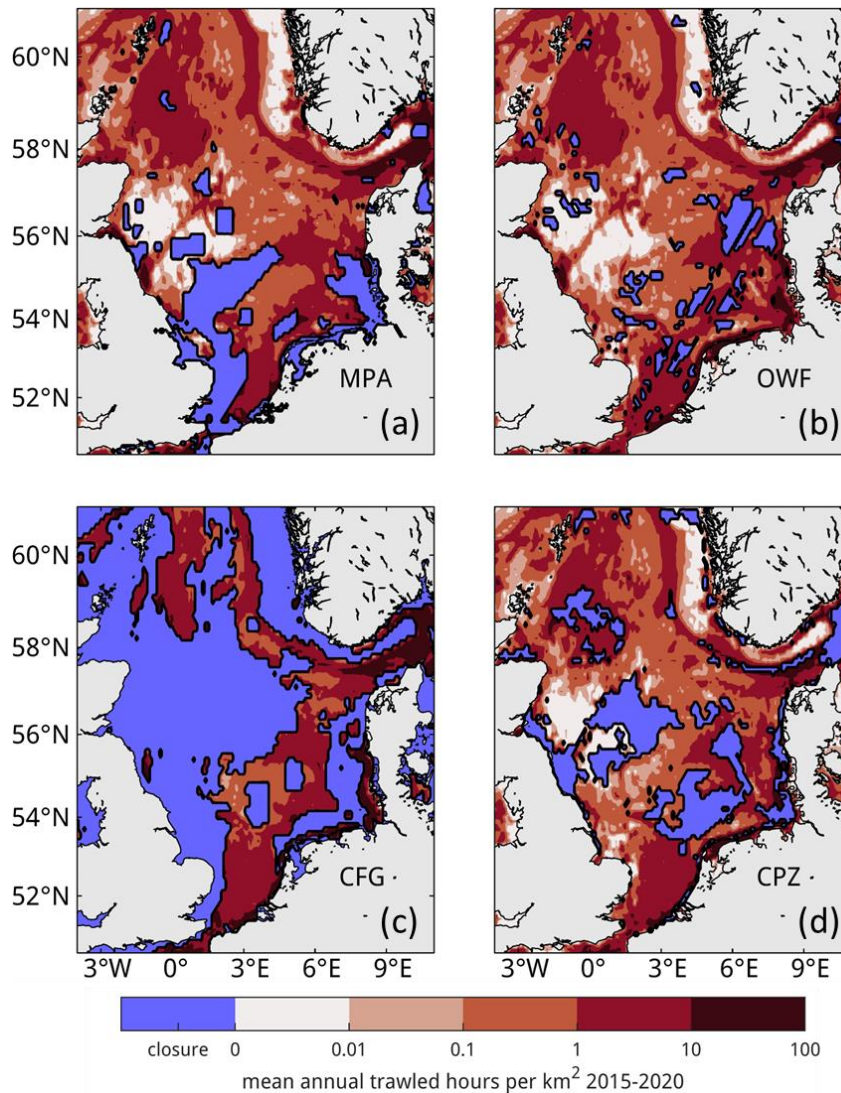 60°N
58°N
56°N
54°N
52°N
MPA
(a)
OWF
(b)
60°N
58°N
56°N
54°N
52°N
CFG
(c)
CPZ
(d)
3°W 0° 3°E 6°E 9°E
3°W 0° 3°E 6°E 9°E
closure 0 0.01 0.1 1 10 100
mean annual trawled hours per km² 2015-2020